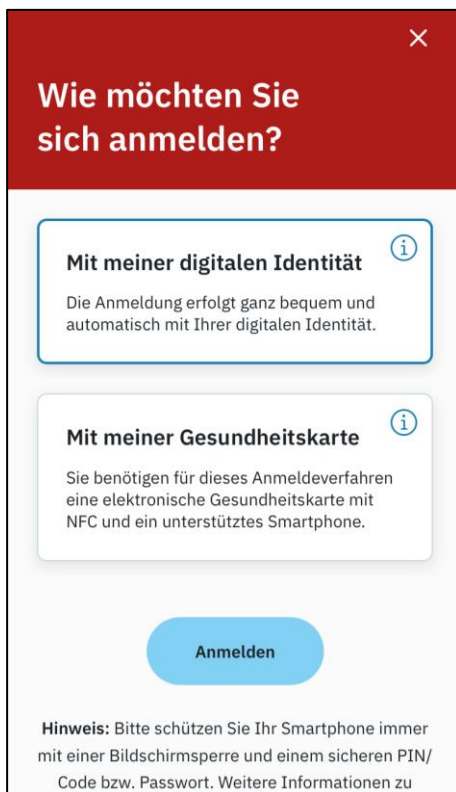 Wie möchten Sie
sich anmelden?
Mit meiner digitalen Identität
Die Anmeldung erfolgt ganz bequem und
automatisch mit Ihrer digitalen Identität.
Mit meiner Gesundheitskarte
Sie benötigen für dieses Anmeldeverfahren
eine elektronische Gesundheitskarte mit
NFC und ein unterstütztes Smartphone.
Anmelden
Hinweis: Bitte schützen Sie Ihr Smartphone immer
mit einer Bildschirmsperre und einem sicheren PIN/
Code bzw. Passwort. Weitere Informationen zu